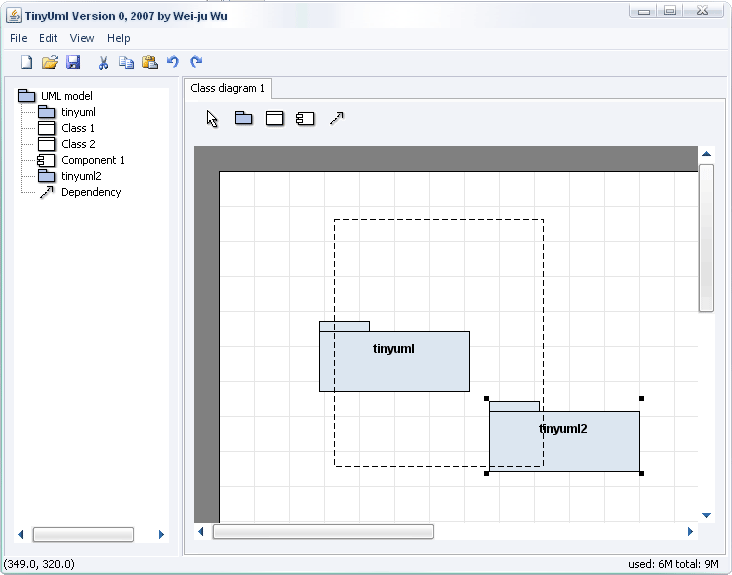 TinyUml Version 0, 2007 by Wei-ju Wu
File Edit View Help
Class diagram 1
UML model
tinyuml
Class 1
Class 2
Component 1
tinyuml2
Dependency
tinyuml
tinyuml2
(349.0, 320.0)
used: 6M total: 9M